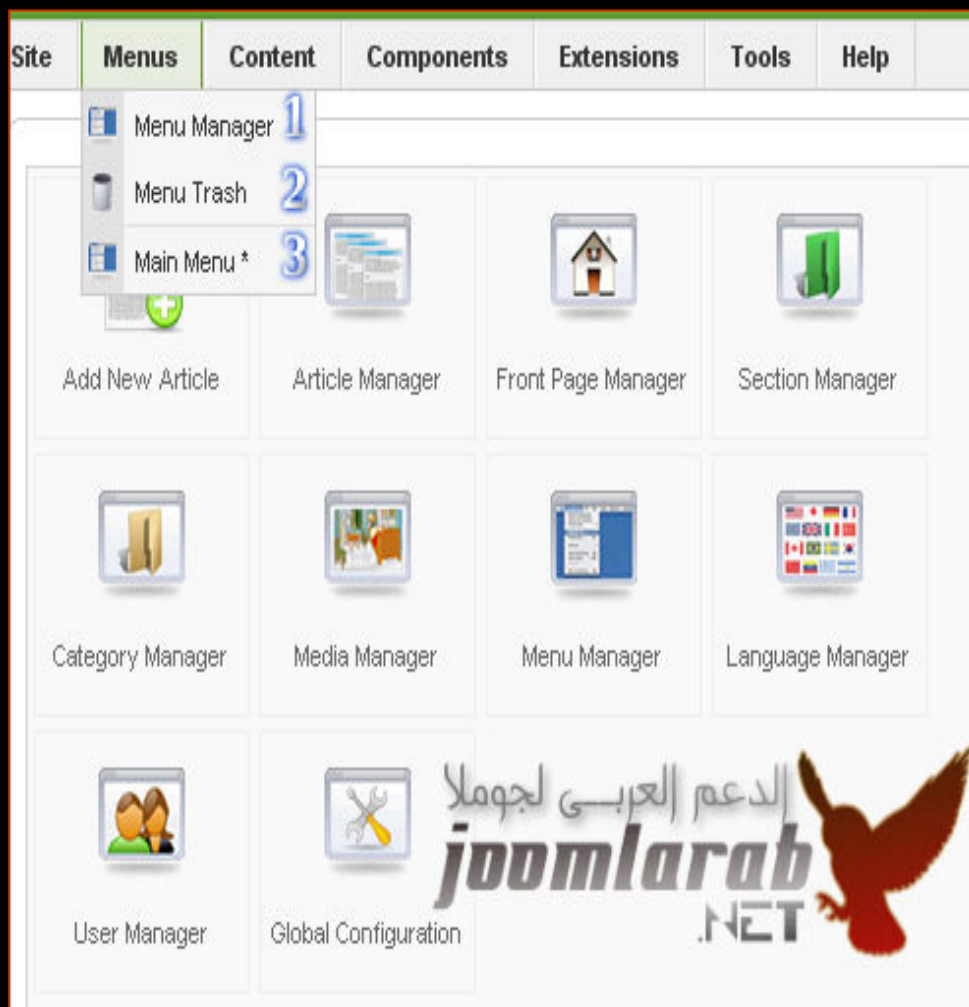 Site Menus Content Components Extensions Tools Help
Menu Manager 1
Menu Trash 2
Main Menu * 3
Add New Article Article Manager Front Page Manager Section Manager
Category Manager Media Manager Menu Manager Language Manager
User Manager Global Configuration
الدعم العربــي لجوملا
joomlarab
.NET